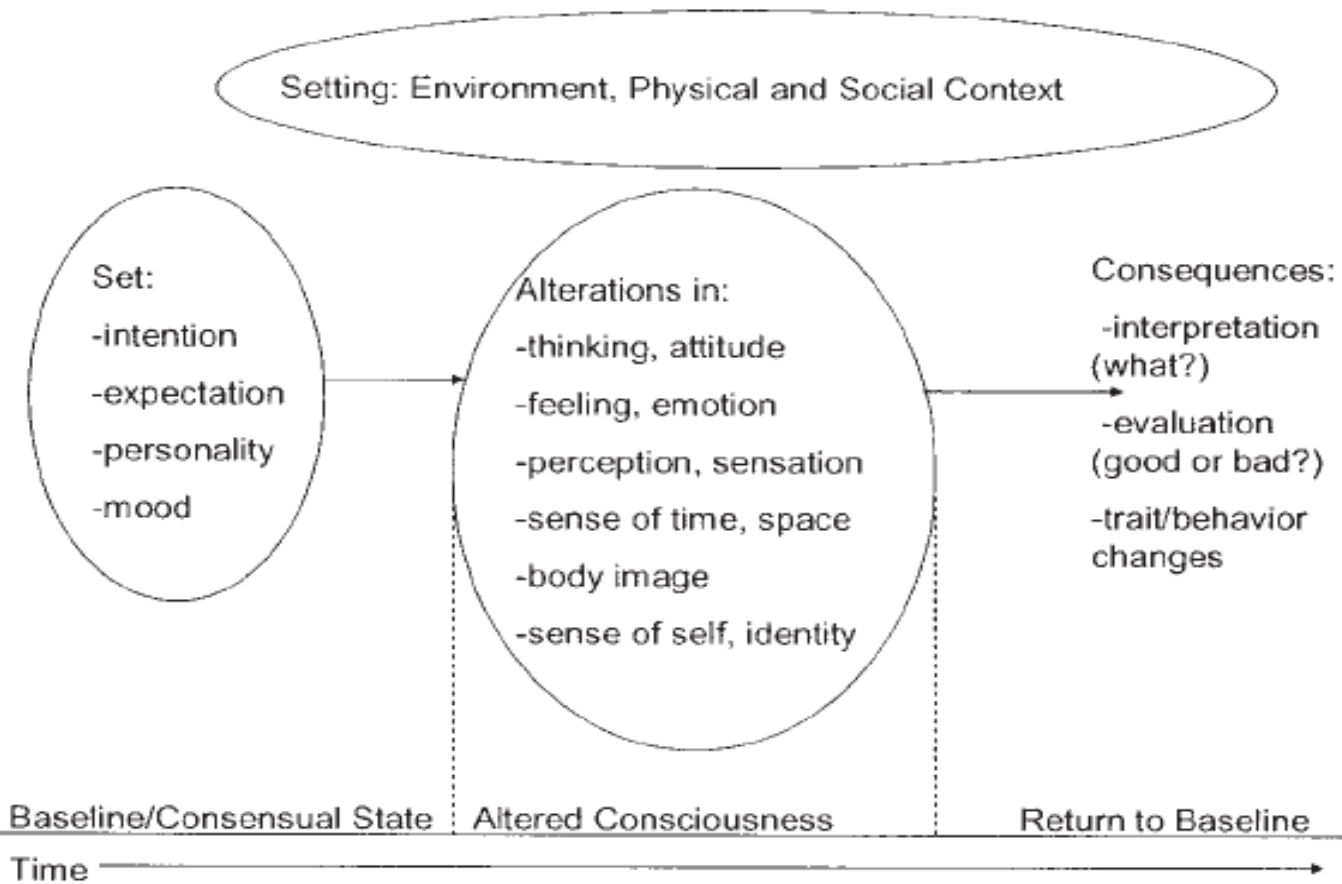 Setting: Environment, Physical and Social Context
Set:
-intention
-expectation
-personality
-mood
Alterations in:
-thinking, attitude
-feeling, emotion
-perception, sensation
-sense of time, space
-body image
-sense of self, identity
Consequences:
-interpretation
(what?)
-evaluation
(good or bad?)
-trait/behavior
changes
Baseline/Consensual State
Altered Consciousness
Return to Baseline
Time